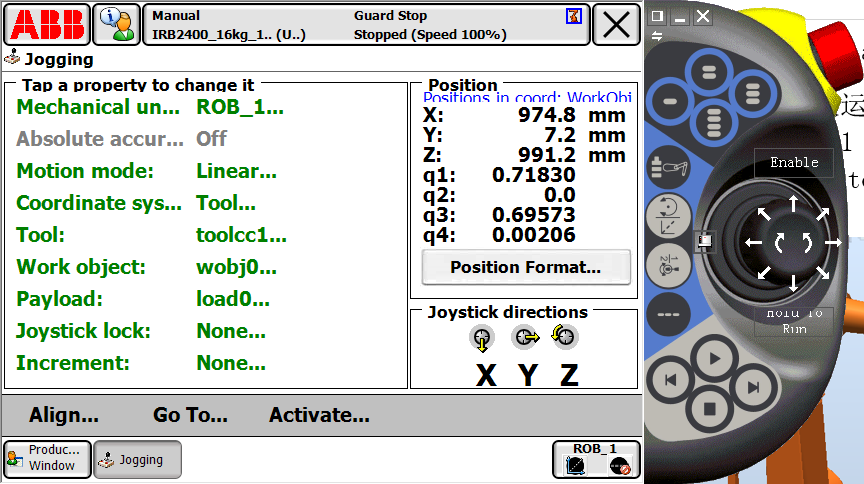 ABB
Manual
Guard Stop
IRB2400_16kg_1.. (U..)
Stopped (Speed 100%)
Jogging
Tap a property to change it
Mechanical un... ROB_1...
Absolute accur... Off
Motion mode: Linear...
Coordinate sys... Tool...
Tool: toolcc1...
Work object: wobj0...
Payload: load0...
Joystick lock: None...
Increment: None...
Position
Positions in coord: WorkObj
X: 974.8 mm
Y: 7.2 mm
Z: 991.2 mm
q1: 0.71830
q2: 0.0
q3: 0.69573
q4: 0.00206
Position Format...
Joystick directions
X Y Z
Align... Go To... Activate...
Produc...
Window
Jogging
ROB_1
Enable
Hold To
Run
运
1